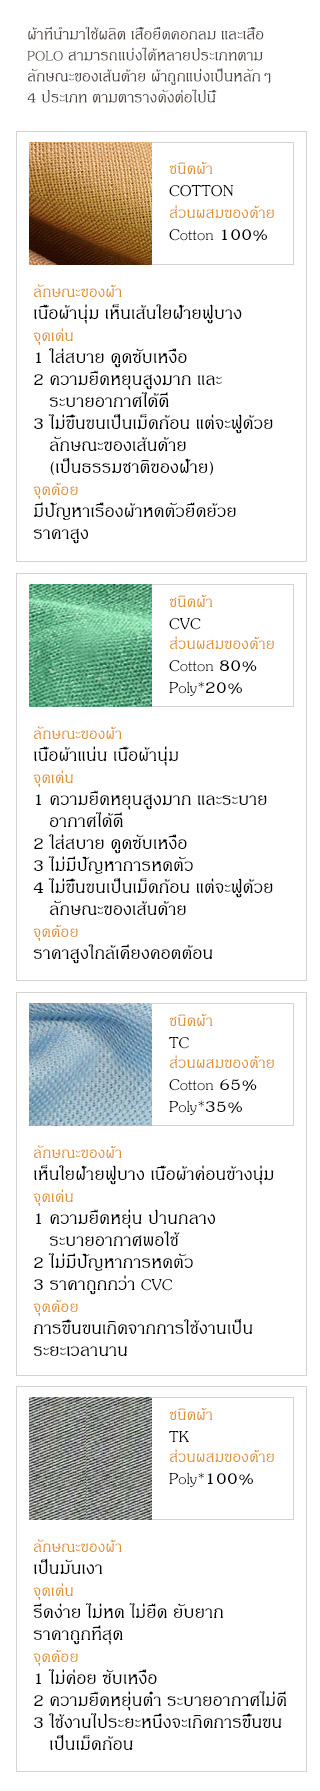 ผ้าที่นำมาใช้ผลิต เสื้อยืดคอกลม และเสื้อ
POLO สามารถแบ่งได้หลายประเภทตาม
ลักษณะของเส้นด้าย ผ้าถูกแบ่งเป็นหลัก ๆ
4 ประเภท ตามตารางดังต่อไปนี้
ชนิดผ้า
COTTON
ส่วนผสมของด้าย
Cotton 100%
ลักษณะของผ้า
เนื้อผ้านุ่ม เห็นเส้นใยฝ้ายฟูบาง
จุดเด่น
1 ใส่สบาย ดูดซับเหงื่อ
2 ความยืดหยุนสูงมาก และ
ระบายอากาศได้ดี
3 ไม่ขึ้นขนเป็นเม็ดก้อน แต่จะฟูด้วย
ลักษณะของเส้นด้าย
(เป็นธรรมชาติของฝ้าย)
จุดด้อย
มีปัญหาเรื่องผ้าหดตัวยืดย้วย
ราคาสูง
ชนิดผ้า
CVC
ส่วนผสมของด้าย
Cotton 80%
Poly*20%
ลักษณะของผ้า
เนื้อผ้าแน่น เนื้อผ้านุ่ม
จุดเด่น
1 ความยืดหยุนสูงมาก และระบาย
อากาศได้ดี
2 ใส่สบาย ดูดซับเหงื่อ
3 ไม่มีปัญหาการหดตัว
4 ไม่ขึ้นขนเป็นเม็ดก้อน แต่จะฟูด้วย
ลักษณะของเส้นด้าย
จุดด้อย
ราคาสูงใกล้เคียงคอตต้อน
ชนิดผ้า
TC
ส่วนผสมของด้าย
Cotton 65%
Poly*35%
ลักษณะของผ้า
เห็นใยฝ้ายฟูบาง เนื้อผ้าค่อนข้างนุ่ม
จุดเด่น
1 ความยืดหยุ่น ปานกลาง
ระบายอากาศพอใช้
2 ไม่มีปัญหาการหดตัว
3 ราคาถูกกว่า CVC
จุดด้อย
การขึ้นขนเกิดจากการใช้งานเป็น
ระยะเวลานาน
ชนิดผ้า
TK
ส่วนผสมของด้าย
Poly*100%
ลักษณะของผ้า
เป็นมันเงา
จุดเด่น
รีดง่าย ไม่หด ไม่ยืด ยับยาก
ราคาถูกที่สุด
จุดด้อย
1 ไม่ค่อย ซับเหงื่อ
2 ความยืดหยุ่นต่ำ ระบายอากาศไม่ดี
3 ใช้งานไประยะหนึ่งจะเกิดการขึ้นขน
เป็นเม็ดก้อน